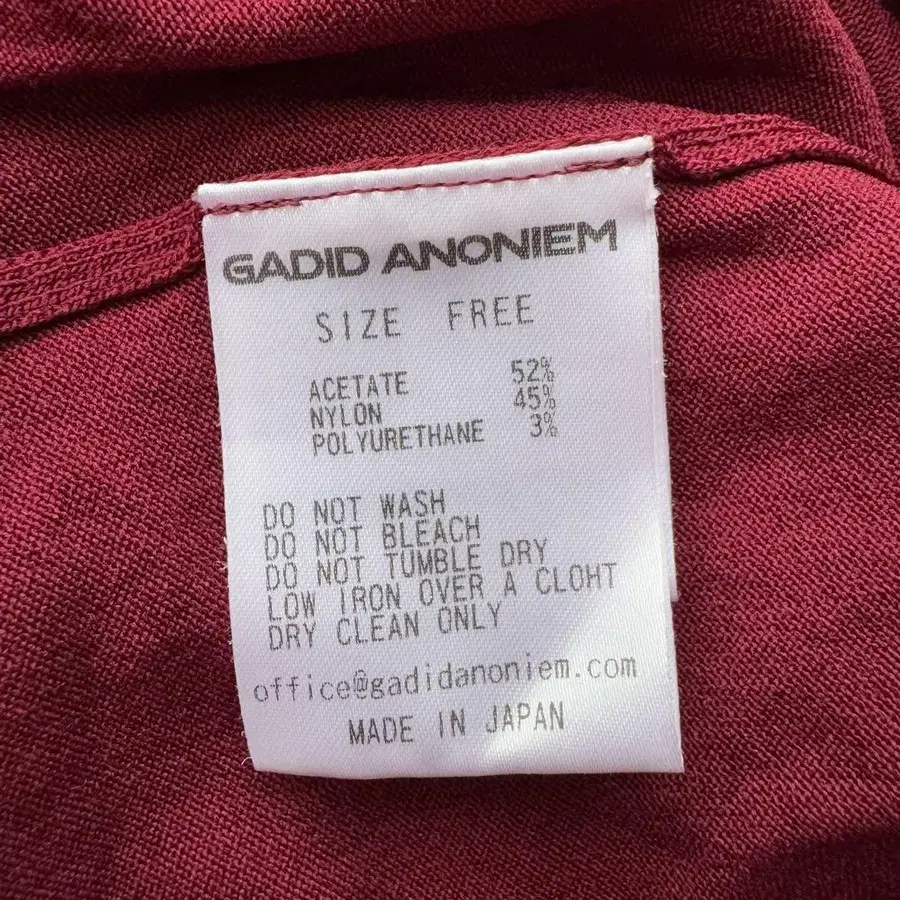 GADID ANONIEM
SIZE FREE
ACETATE 52%
NYLON 45%
POLYURETHANE 3%
DO NOT WASH
DO NOT BLEACH
DO NOT TUMBLE DRY
LOW IRON OVER A CLOHT
DRY CLEAN ONLY
office@gadidanoniem.com
MADE IN JAPAN